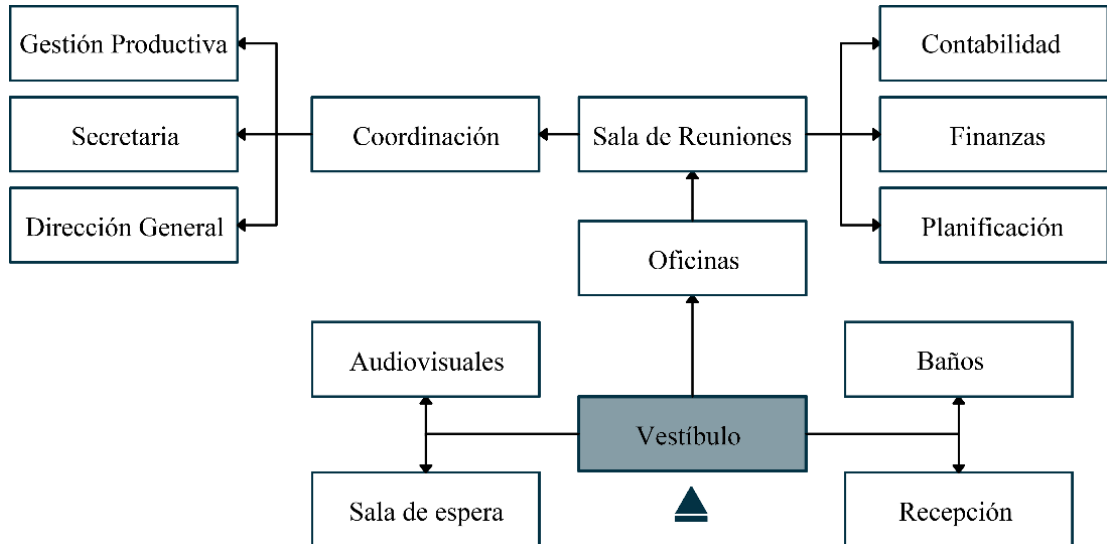 Gestión Productiva
Contabilidad
Secretaria
Coordinación
Sala de Reuniones
Finanzas
Dirección General
Planificación
Oficinas
Audiovisuales
Baños
Vestíbulo
Sala de espera
Recepción